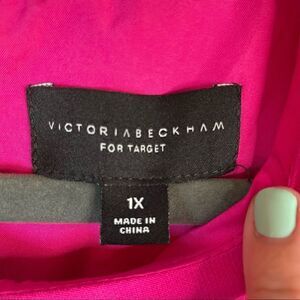 VICTORIABECKHAM
FOR TARGET
1X
MADE IN
CHINA